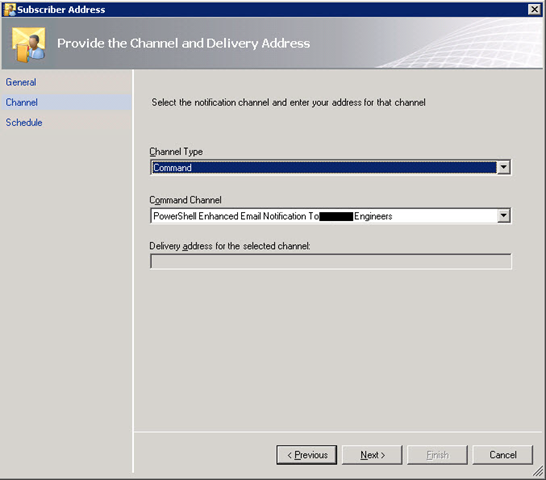 Subscriber Address
Provide the Channel and Delivery Address
General
Channel
Schedule
Select the notification channel and enter your address for that channel
Channel Type
Command
Command Channel
PowerShell Enhanced Email Notification To Engineers
Delivery address for the selected channel:
< Previous
Next >
Finish
Cancel